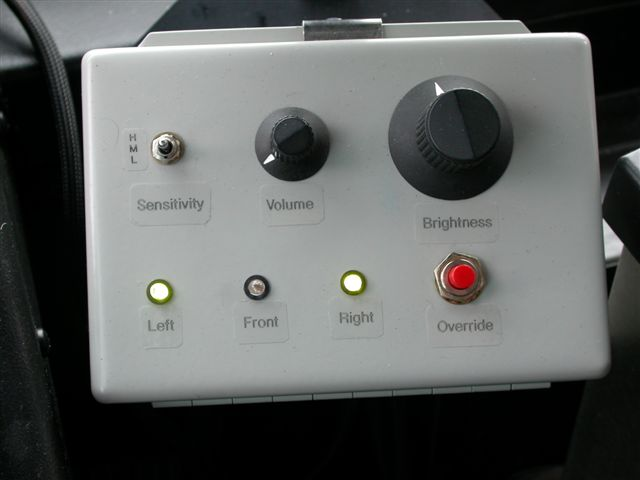 H
M
L
Sensitivity
Volume
Brightness
Left
Front
Right
Override